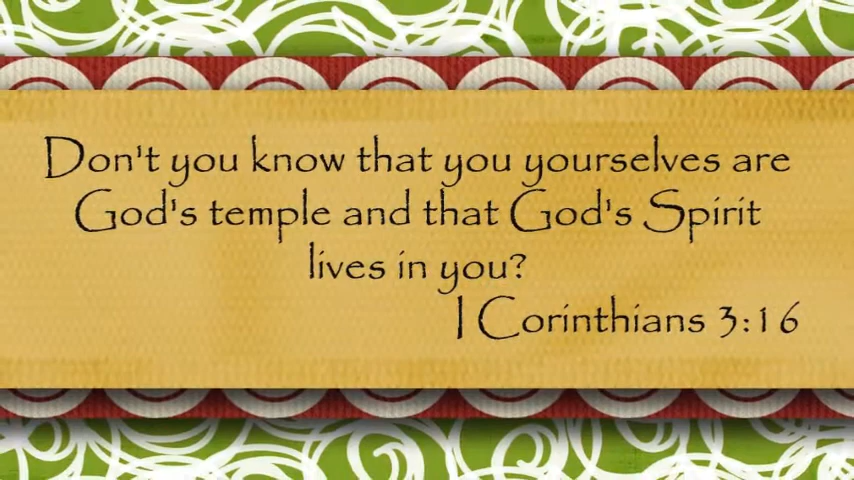 Don't you know that you yourselves are
God's temple and that God's Spirit
lives in you?
I Corinthians 3:16